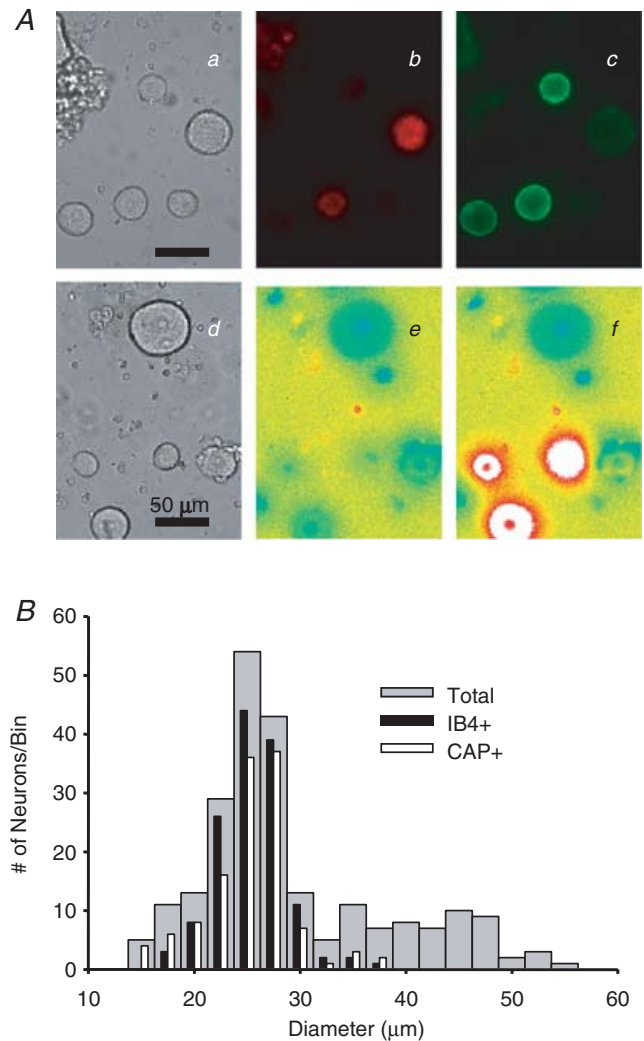 A
a
b
c
d
e
f
50 μm
B
60
50
40
30
20
10
0
# of Neurons/Bin
Total
IB4+
CAP+
10
20
30
40
50
60
Diameter (μm)